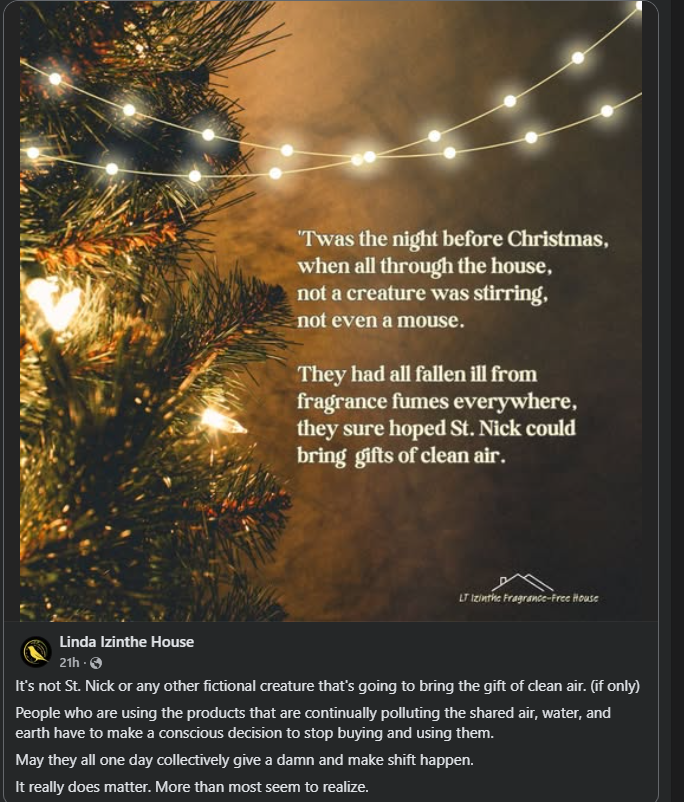 'Twas the night before Christmas,
when all through the house,
not a creature was stirring,
not even a mouse.
They had all fallen ill from
fragrance fumes everywhere,
they sure hoped St. Nick could
bring gifts of clean air.
LT Izinthe Fragrance-Free House
Linda Izinthe House
21h ·
It's not St. Nick or any other fictional creature that's going to bring the gift of clean air. (if only)
People who are using the products that are continually polluting the shared air, water, and
earth have to make a conscious decision to stop buying and using them.
May they all one day collectively give a damn and make shift happen.
It really does matter. More than most seem to realize.